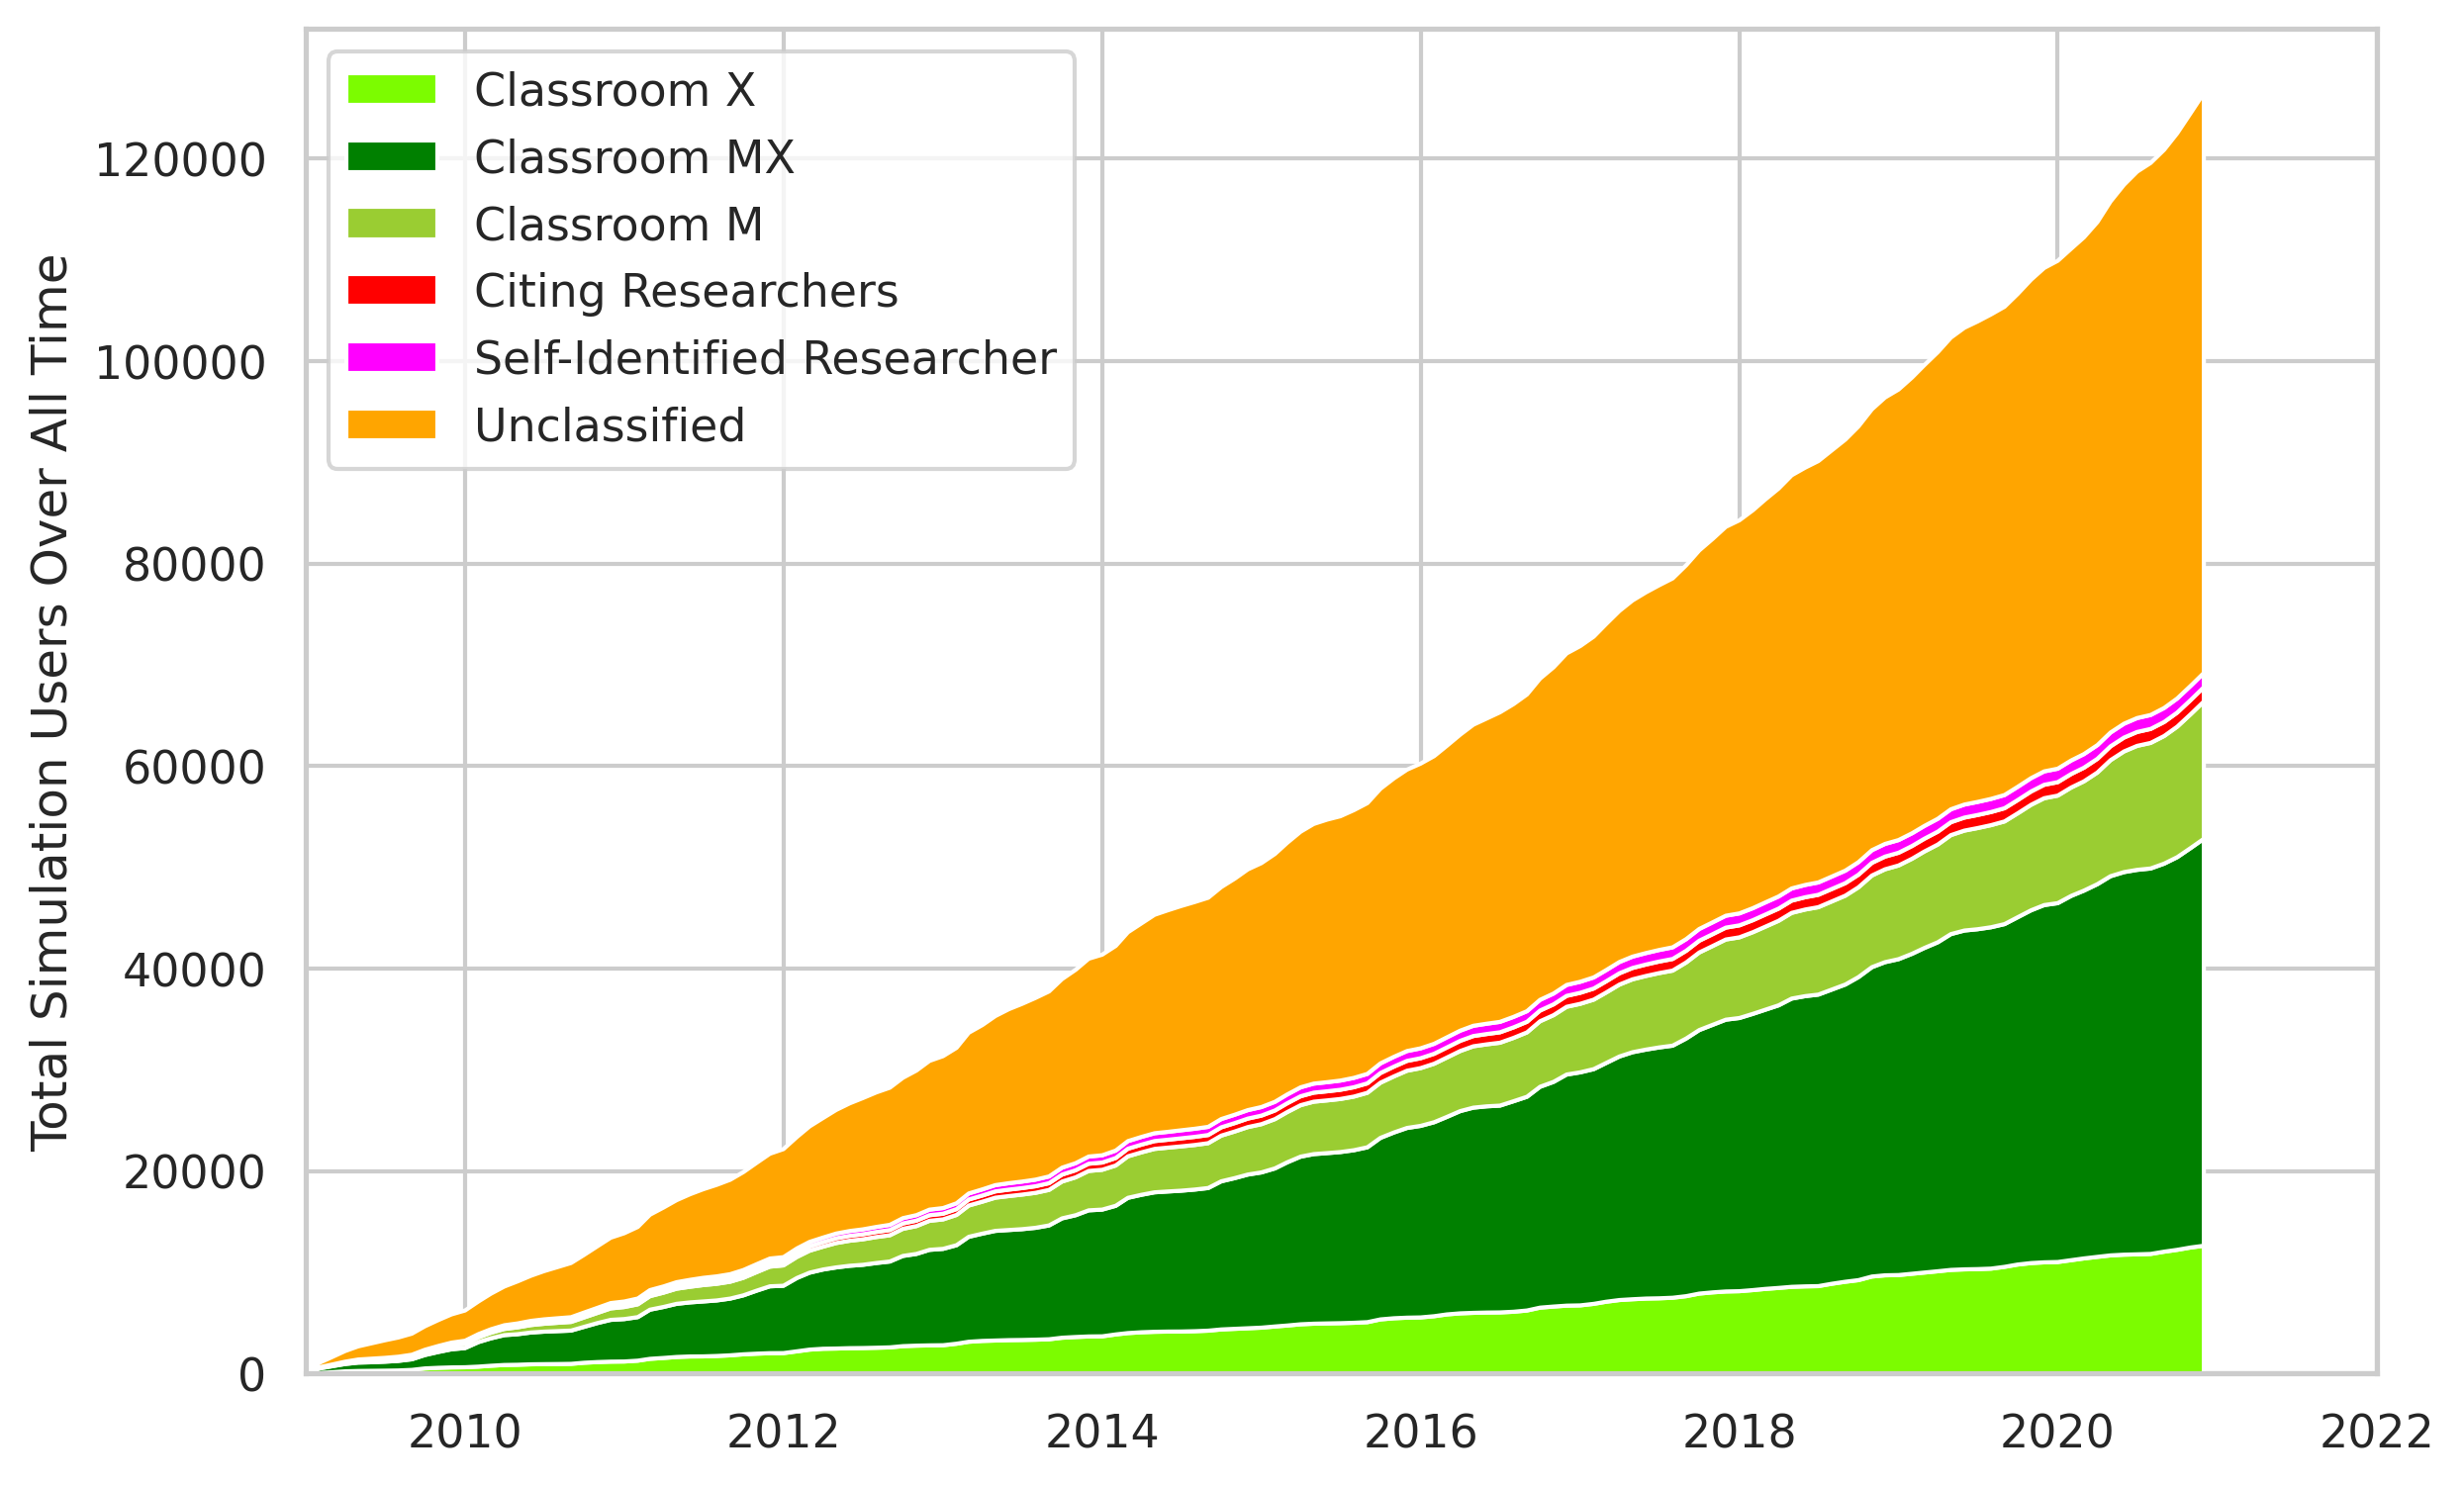 Classroom X
Classroom MX
Classroom M
Citing Researchers
Self-Identified Researcher
Unclassified
Total Simulation Users Over All Time
120000
100000
80000
60000
40000
20000
0
2010 2012 2014 2016 2018 2020 2022